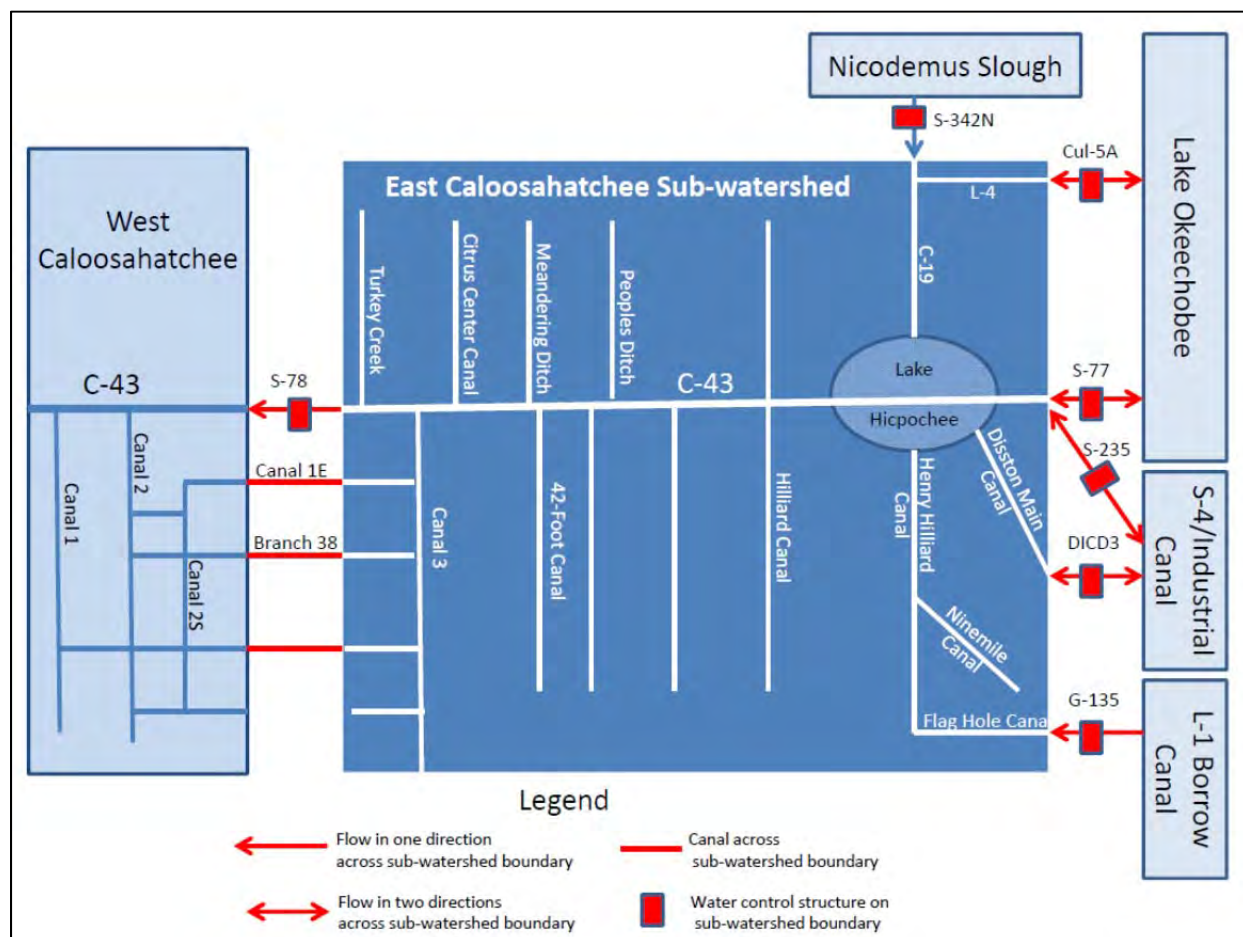 Nicodemus Slough
S-342N
Cul-5A
Lake Okeechobee
East Caloosahatchee Sub-watershed
L-4
C-19
West
Caloosahatchee
Turkey Creek
Citrus Center Canal
Meandering Ditch
Peoples Ditch
C-43
S-78
C-43
Lake
Hicpochee
S-77
S-235
Canal 1E
Branch 38
Canal 1
Canal 2
Canal 2S
Canal 3
42-Foot Canal
Hilliard Canal
Henry Hilliard
Canal
Disston Main
Canal
DICD3
S-4/Industrial
Canal
Ninemile
Canal
Flag Hole Cana
G-135
L-1 Borrow
Canal
Legend
Flow in one direction
across sub-watershed boundary
Canal across
sub-watershed boundary
Flow in two directions
across sub-watershed boundary
Water control structure on
sub-watershed boundary